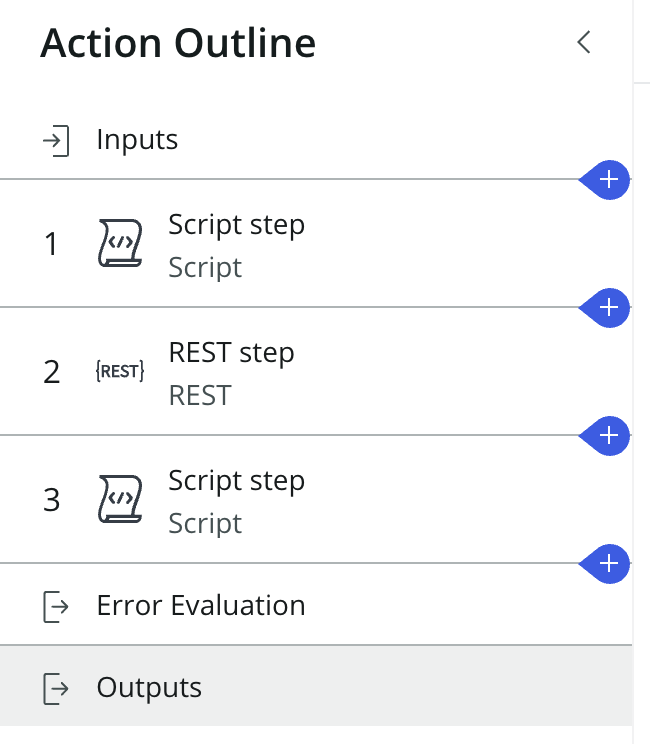 Action Outline
Inputs
1
Script step
Script
2
{REST}
REST step
REST
3
Script step
Script
Error Evaluation
Outputs